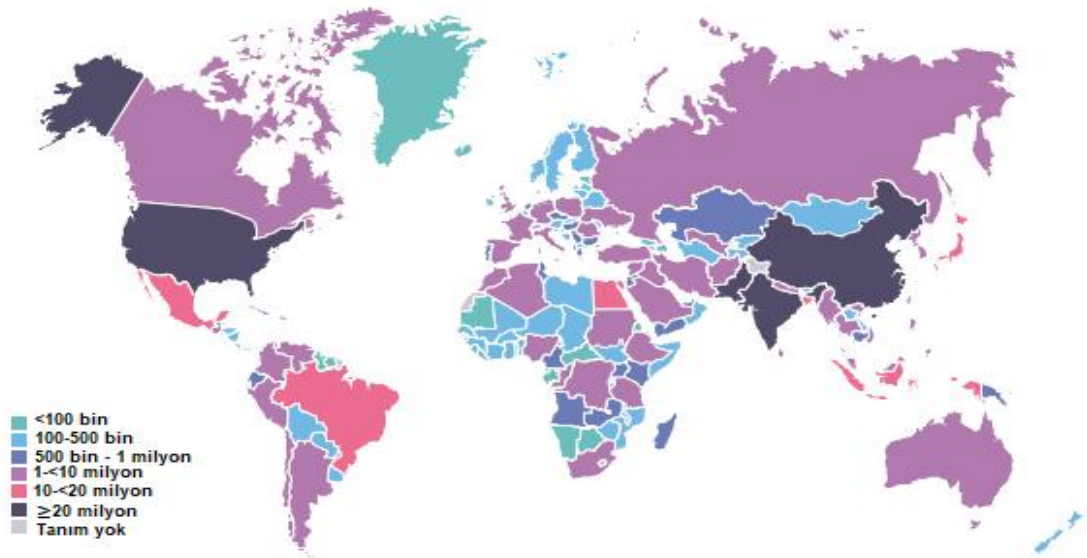 <100 bin
100-500 bin
500 bin - 1 milyon
1-<10 milyon
10-<20 milyon
≥20 milyon
Tanım yok